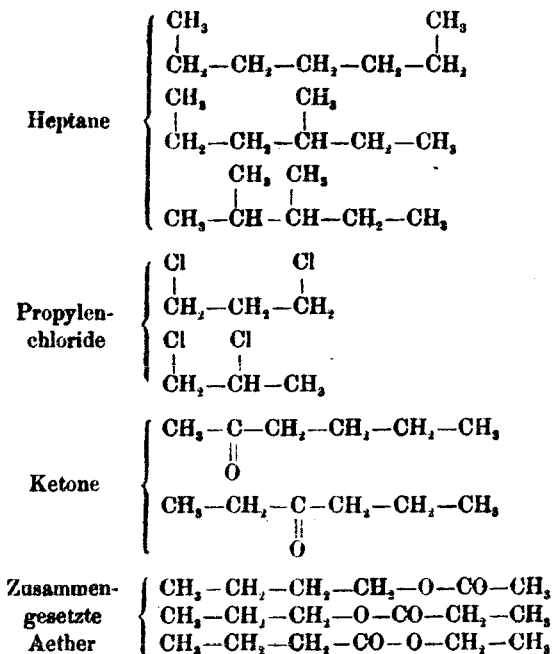 CH₃ CH₃
CH₂–CH₂–CH₂–CH₂–CH₂
CH₃ CH₃
Heptane
CH₂–CH₂–CH–CH₂–CH₃
CH₃ CH₃
CH₃–CH–CH–CH₂–CH₃
Cl Cl
CH₂–CH₂–CH₂
Propylen-
chloride
Cl Cl
CH₂–CH–CH₃
CH₃–C–CH₂–CH₂–CH₂–CH₃
O
Ketone
CH₃–CH₂–C–CH₂–CH₂–CH₃
O
Zusammen-
gesetzte
Aether
CH₃–CH₂–CH₂–CH₂–O–CO–CH₃
CH₃–CH₂–CH₂–O–CO–CH₂–CH₃
CH₃–CH₂–CH₂–CO–O–CH₂–CH₃